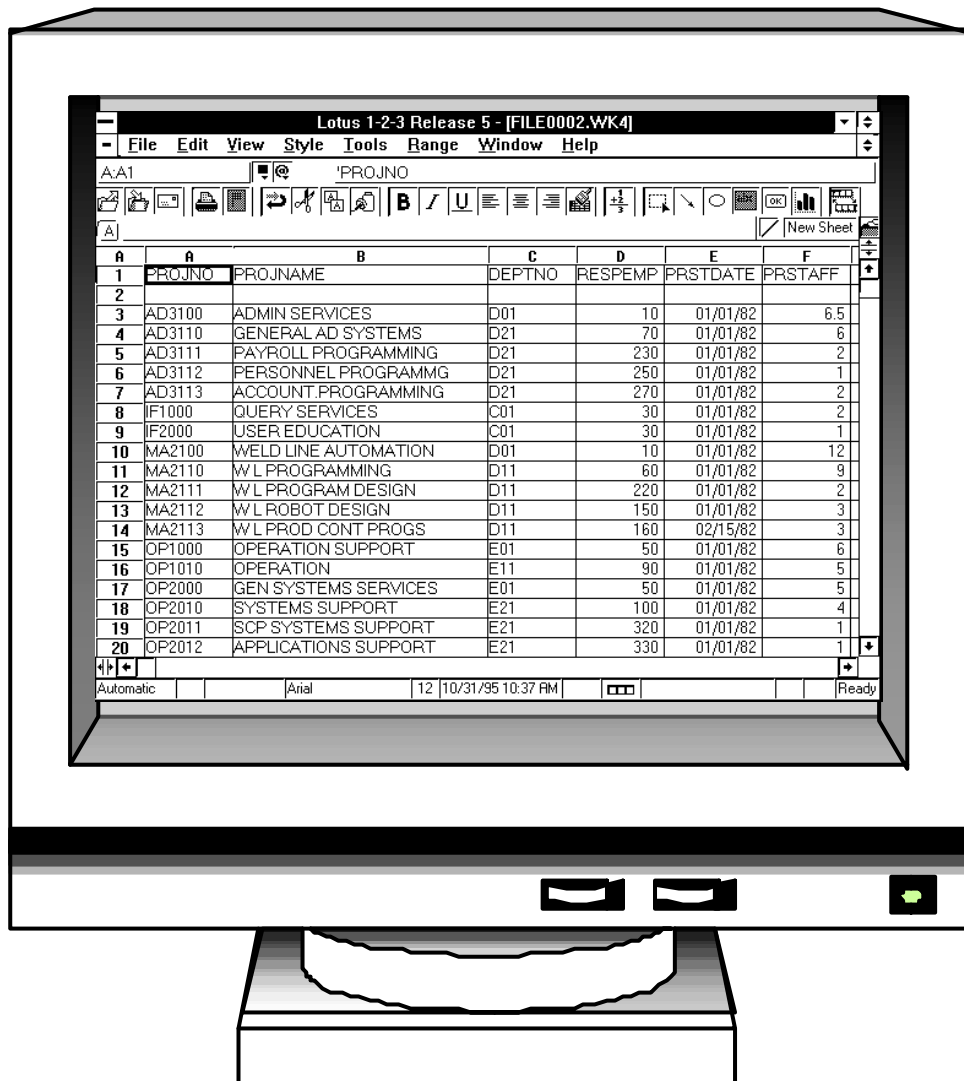 Lotus 1-2-3 Release 5 - [FILE0002.WK4]
File Edit View Style Tools Range Window Help
A:A1 @ 'PROJNO
B I U OK
A New Sheet
A A B C D E F
1 PROJNO PROJNAME DEPTNO RESPEMP PRSTDATE PRSTAFF
2
3 AD3100 ADMIN SERVICES D01 10 01/01/82 6.5
4 AD3110 GENERAL AD SYSTEMS D21 70 01/01/82 6
5 AD3111 PAYROLL PROGRAMMING D21 230 01/01/82 2
6 AD3112 PERSONNEL PROGRAMMG D21 250 01/01/82 1
7 AD3113 ACCOUNT.PROGRAMMING D21 270 01/01/82 2
8 IF1000 QUERY SERVICES C01 30 01/01/82 2
9 IF2000 USER EDUCATION C01 30 01/01/82 1
10 MA2100 WELD LINE AUTOMATION D01 10 01/01/82 12
11 MA2110 W L PROGRAMMING D11 60 01/01/82 9
12 MA2111 W L PROGRAM DESIGN D11 220 01/01/82 2
13 MA2112 W L ROBOT DESIGN D11 150 01/01/82 3
14 MA2113 W L PROD CONT PROGS D11 160 02/15/82 3
15 OP1000 OPERATION SUPPORT E01 50 01/01/82 6
16 OP1010 OPERATION E11 90 01/01/82 5
17 OP2000 GEN SYSTEMS SERVICES E01 50 01/01/82 5
18 OP2010 SYSTEMS SUPPORT E21 100 01/01/82 4
19 OP2011 SCP SYSTEMS SUPPORT E21 320 01/01/82 1
20 OP2012 APPLICATIONS SUPPORT E21 330 01/01/82 1
Automatic Arial 12 10/31/95 10:37 AM Ready